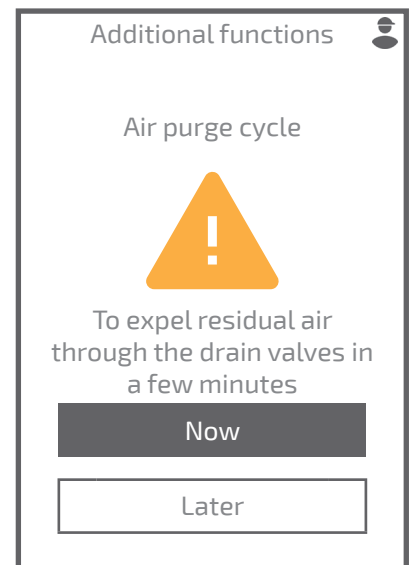 Additional functions
Air purge cycle
!
To expel residual air
through the drain valves in
a few minutes
Now
Later